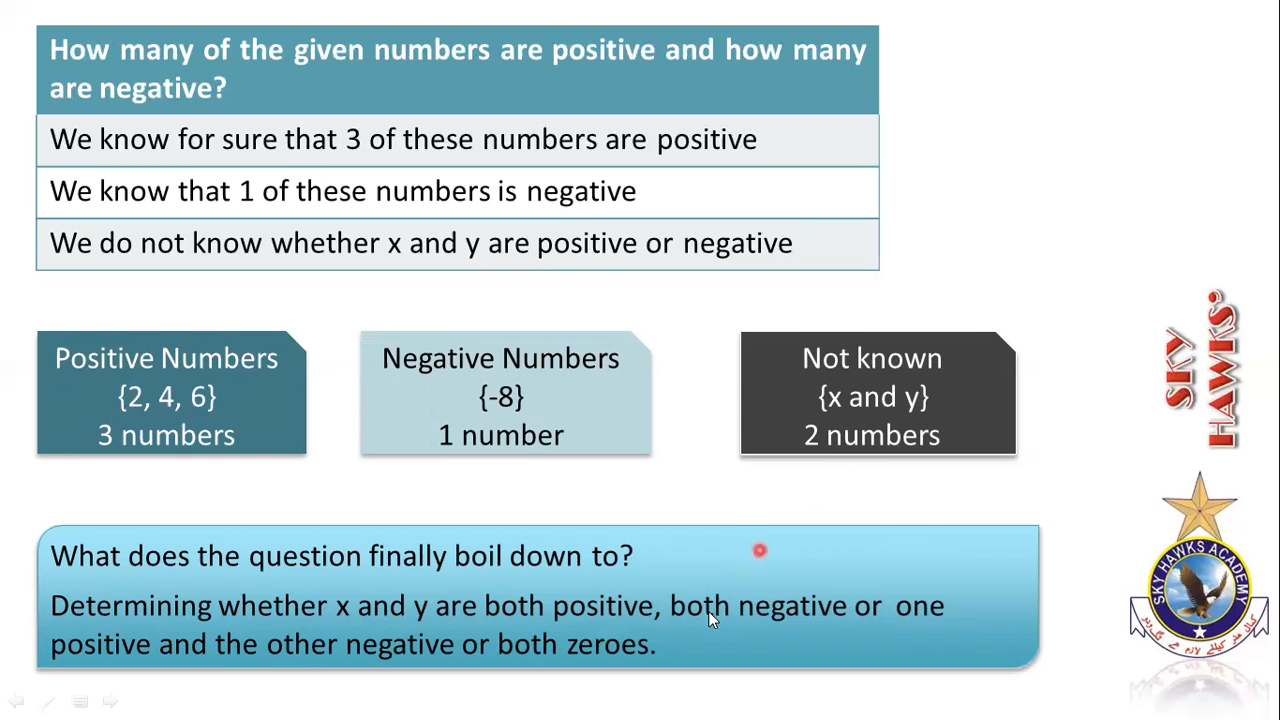 How many of the given numbers are positive and how many
are negative?
We know for sure that 3 of these numbers are positive
We know that 1 of these numbers is negative
We do not know whether x and y are positive or negative
Positive Numbers
{2, 4, 6}
3 numbers
Negative Numbers
{-8}
1 number
Not known
{x and y}
2 numbers
What does the question finally boil down to?
Determining whether x and y are both positive, both negative or one
positive and the other negative or both zeroes.
SKY
HAWKS
SKY HAWKS ACADEMY